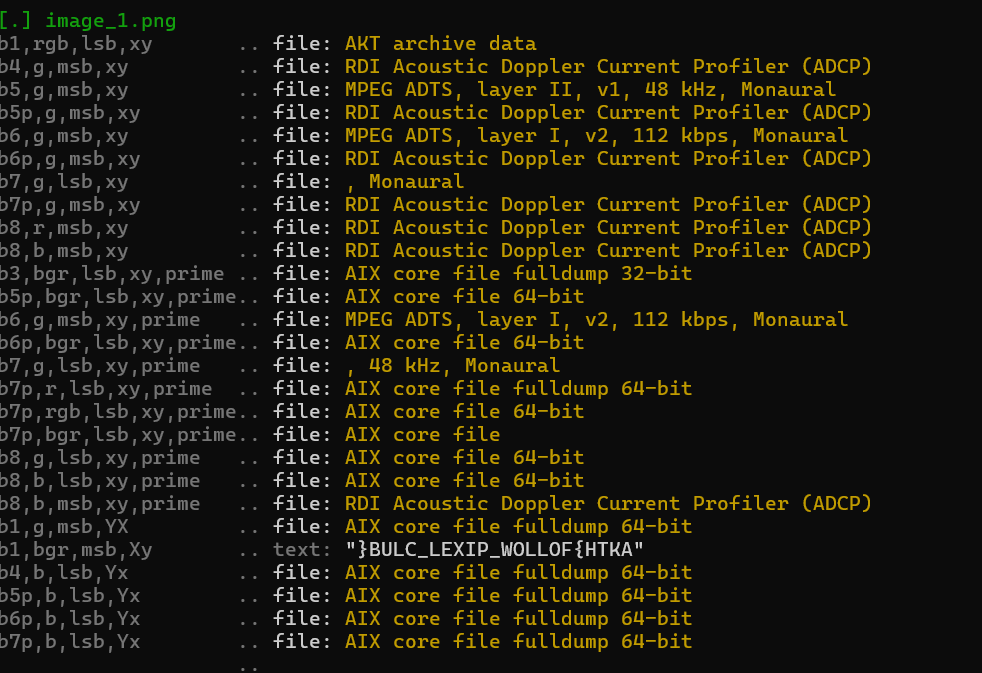 [.] image_1.png
b1,rgb,lsb,xy .. file: AKT archive data
b4,g,msb,xy .. file: RDI Acoustic Doppler Current Profiler (ADCP)
b5,g,msb,xy .. file: MPEG ADTS, layer II, v1, 48 kHz, Monaural
b5p,g,msb,xy .. file: RDI Acoustic Doppler Current Profiler (ADCP)
b6,g,msb,xy .. file: MPEG ADTS, layer I, v2, 112 kbps, Monaural
b6p,g,msb,xy .. file: RDI Acoustic Doppler Current Profiler (ADCP)
b7,g,lsb,xy .. file: , Monaural
b7p,g,msb,xy .. file: RDI Acoustic Doppler Current Profiler (ADCP)
b8,r,msb,xy .. file: RDI Acoustic Doppler Current Profiler (ADCP)
b8,b,msb,xy .. file: RDI Acoustic Doppler Current Profiler (ADCP)
b3,bgr,lsb,xy,prime .. file: AIX core file fulldump 32-bit
b5p,bgr,lsb,xy,prime.. file: AIX core file 64-bit
b6,g,msb,xy,prime .. file: MPEG ADTS, layer I, v2, 112 kbps, Monaural
b6p,bgr,lsb,xy,prime.. file: AIX core file 64-bit
b7,g,lsb,xy,prime .. file: , 48 kHz, Monaural
b7p,r,lsb,xy,prime .. file: AIX core file fulldump 64-bit
b7p,rgb,lsb,xy,prime.. file: AIX core file 64-bit
b7p,bgr,lsb,xy,prime.. file: AIX core file
b8,g,lsb,xy,prime .. file: AIX core file 64-bit
b8,b,lsb,xy,prime .. file: AIX core file 64-bit
b8,b,msb,xy,prime .. file: RDI Acoustic Doppler Current Profiler (ADCP)
b1,g,msb,YX .. file: AIX core file fulldump 64-bit
b1,bgr,msb,Xy .. text: "}BULC_LEXIP_WOLLOF{HTKA"
b4,b,lsb,Yx .. file: AIX core file fulldump 64-bit
b5p,b,lsb,Yx .. file: AIX core file fulldump 64-bit
b6p,b,lsb,Yx .. file: AIX core file fulldump 64-bit
b7p,b,lsb,Yx .. file: AIX core file fulldump 64-bit
..